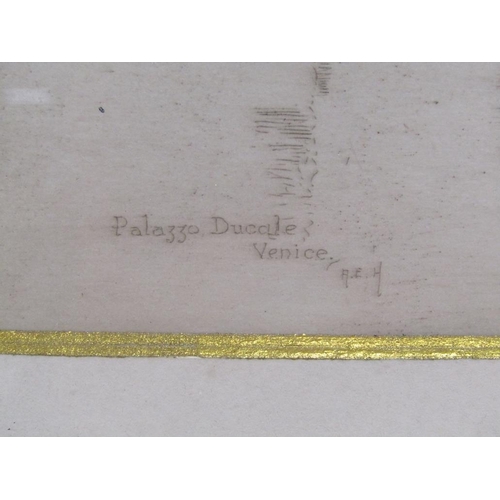 Palazzo Ducale,
Venice,
A.E.H